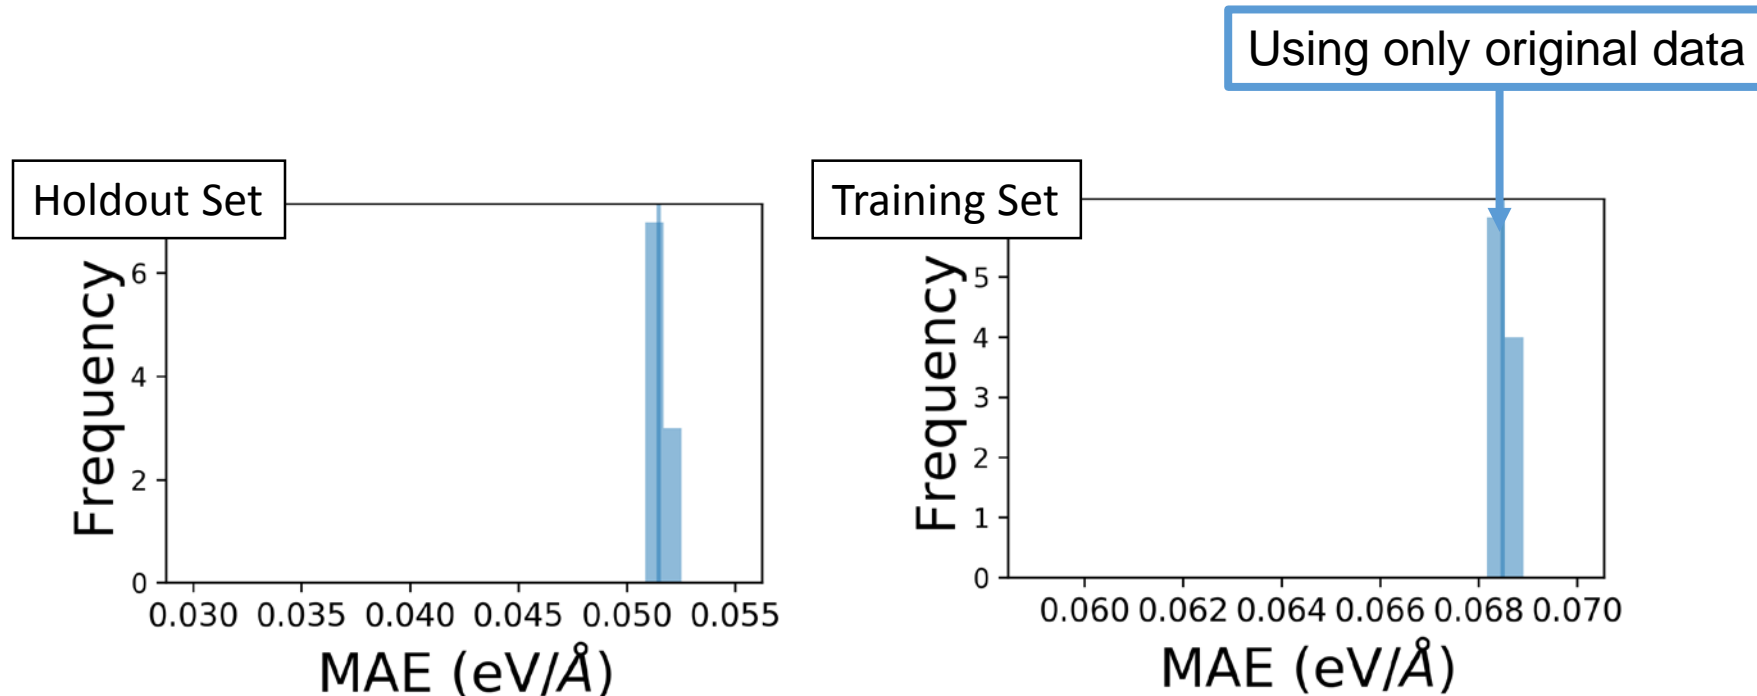 Using only original data
Holdout Set
Frequency
6
4
2
0
0.030 0.035 0.040 0.045 0.050 0.055
MAE (eV/Å)
Training Set
Frequency
5
4
3
2
1
0
0.060 0.062 0.064 0.066 0.068 0.070
MAE (eV/Å)